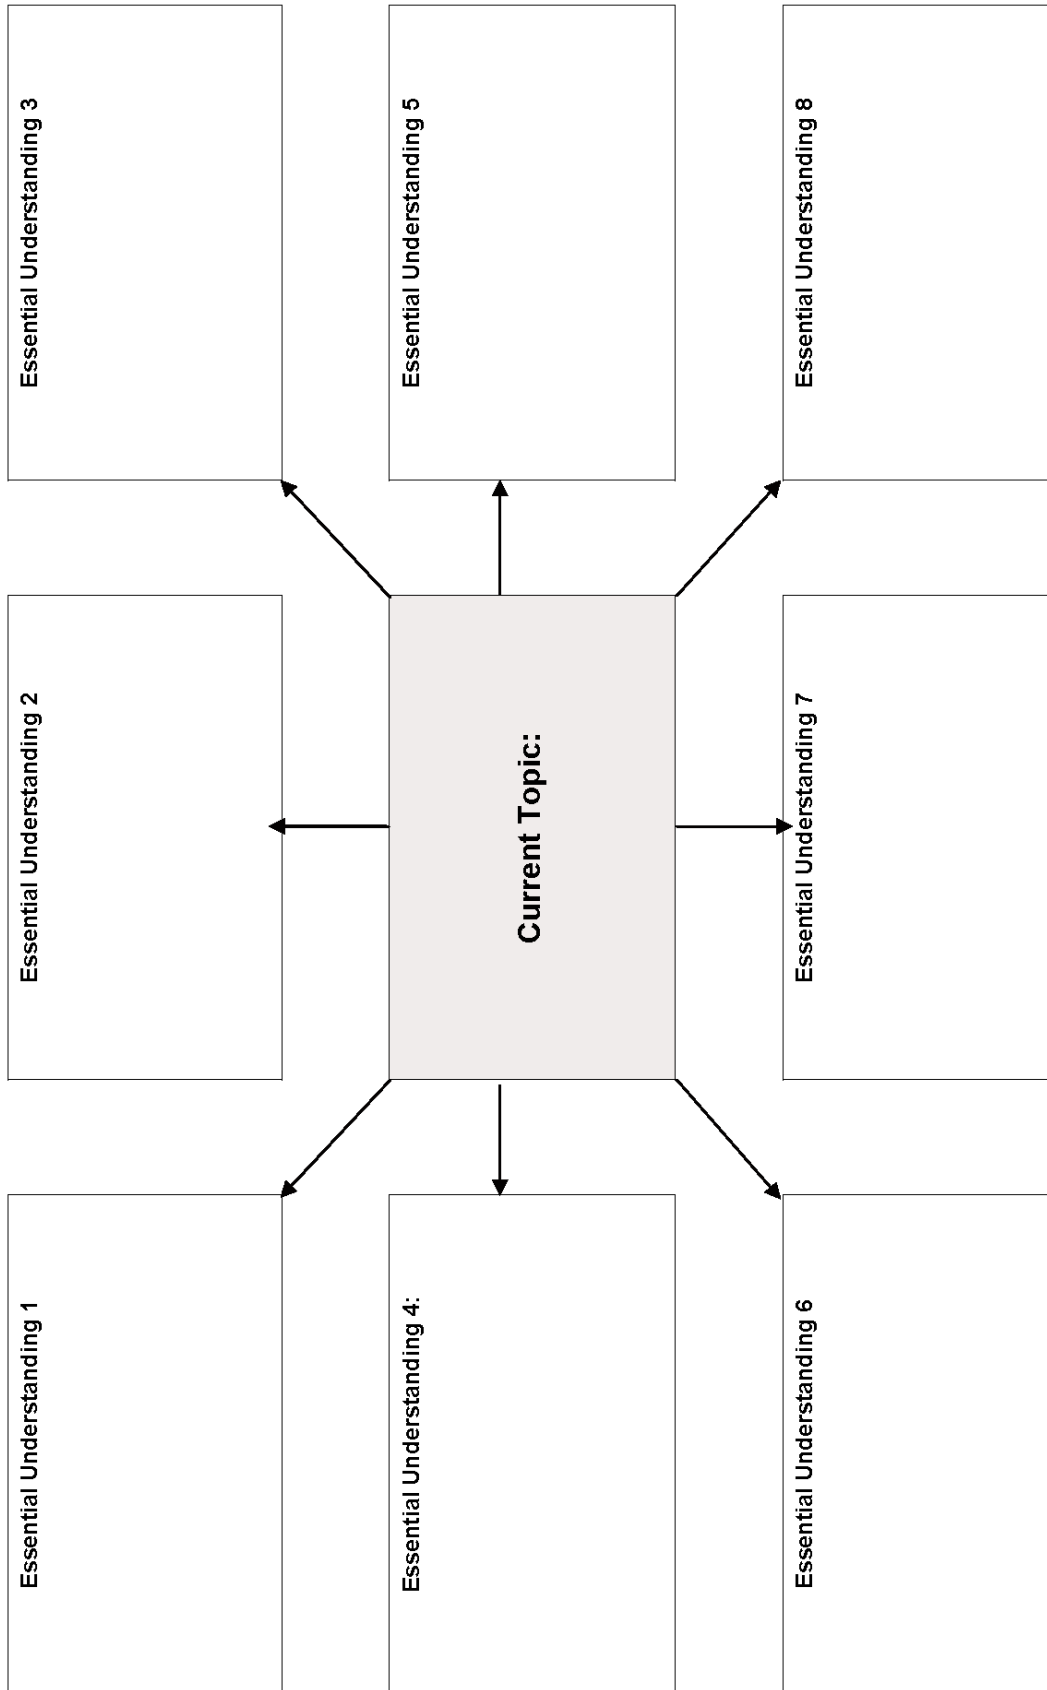 Essential Understanding 1
Essential Understanding 2
Essential Understanding 3
Essential Understanding 4:
Current Topic:
Essential Understanding 5
Essential Understanding 6
Essential Understanding 7
Essential Understanding 8